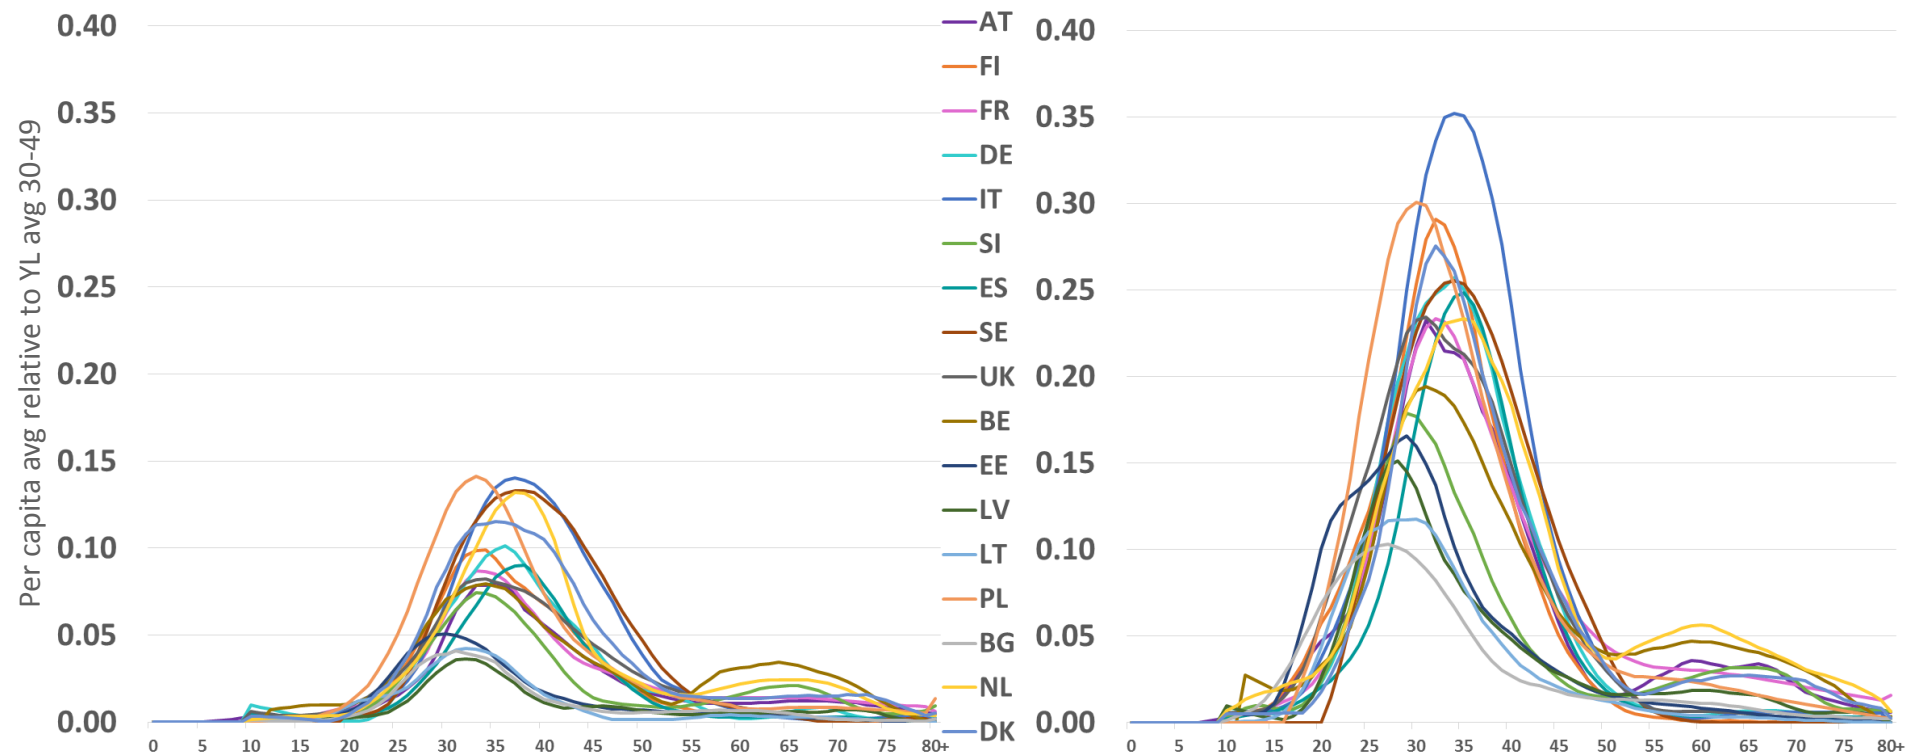 Per capita avg relative to YL avg 30-49
0.40
0.35
0.30
0.25
0.20
0.15
0.10
0.05
0.00
0 5 10 15 20 25 30 35 40 45 50 55 60 65 70 75 80+
AT
FI
FR
DE
IT
SI
ES
SE
UK
BE
EE
LV
LT
PL
BG
NL
DK
0.40
0.35
0.30
0.25
0.20
0.15
0.10
0.05
0.00
0 5 10 15 20 25 30 35 40 45 50 55 60 65 70 75 80+